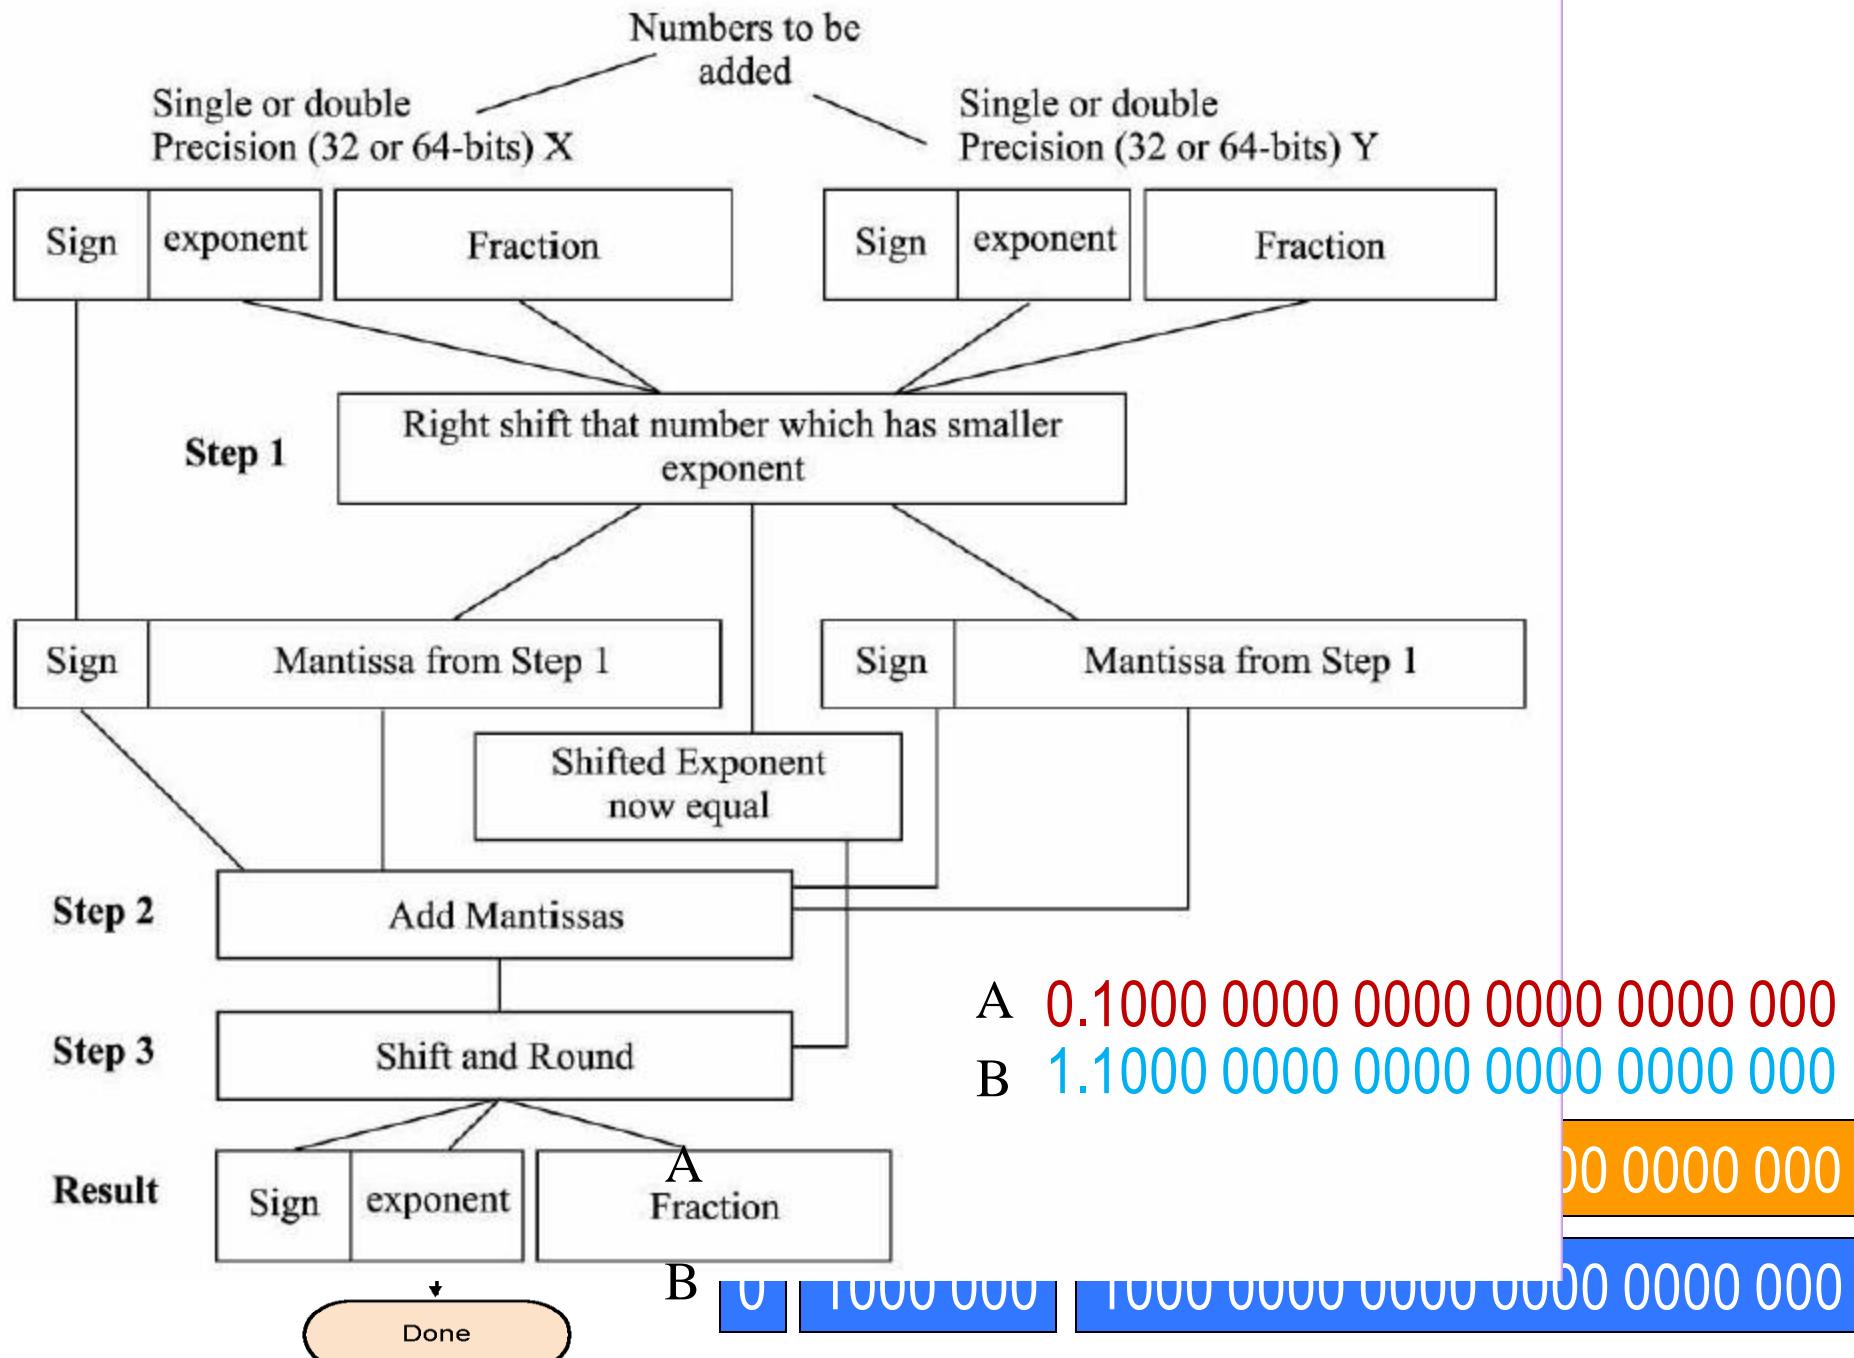 Numbers to be
added
Single or double
Precision (32 or 64-bits) X
Single or double
Precision (32 or 64-bits) Y
Sign
exponent
Fraction
Sign
exponent
Fraction
Step 1
Right shift that number which has smaller
exponent
Sign
Mantissa from Step 1
Sign
Mantissa from Step 1
Shifted Exponent
now equal
Step 2
Add Mantissas
A 0.1000 0000 0000 0000 0000 000
B 1.1000 0000 0000 0000 0000 000
Step 3
Shift and Round
Result
Sign
exponent
Fraction
A
0000 000
B 0 1000 000 1000 0000 0000 0000 0000 000
Done